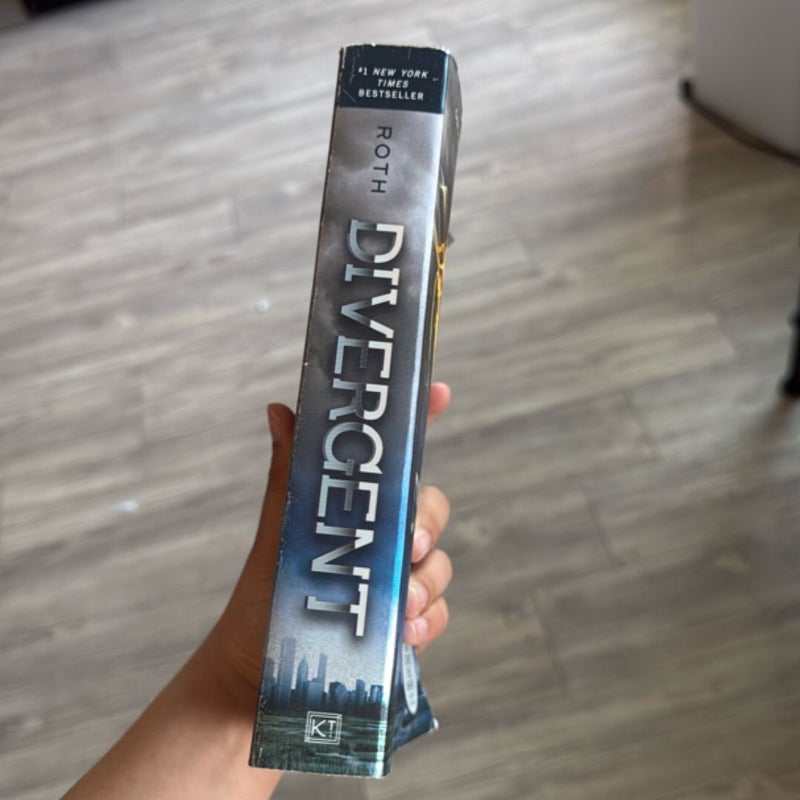 #1 NEW YORK
TIMES
BESTSELLER
ROTH
DIVERGENT
KT